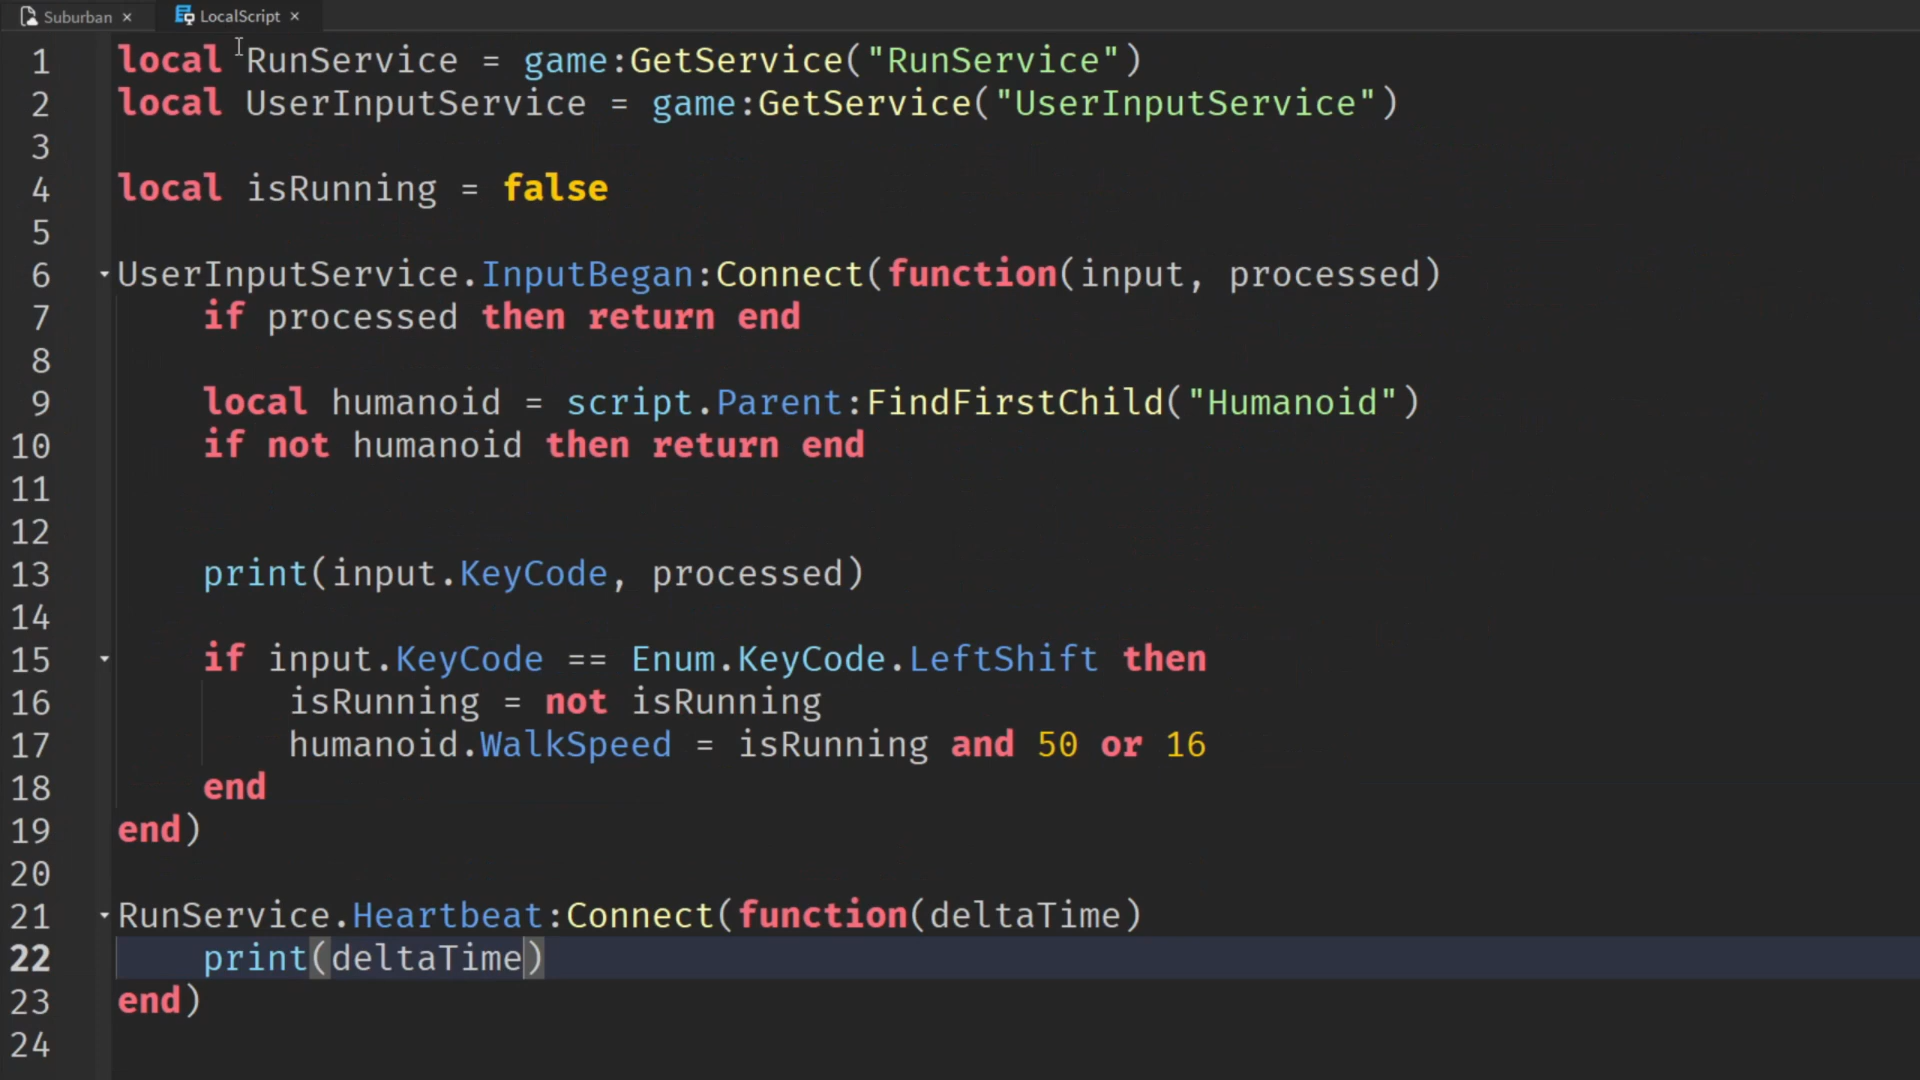 Suburban × LocalScript ×
1 local RunService = game:GetService("RunService")
2 local UserInputService = game:GetService("UserInputService")
3
4 local isRunning = false
5
6 UserInputService.InputBegan:Connect(function(input, processed)
7 if processed then return end
8
9 local humanoid = script.Parent:FindFirstChild("Humanoid")
10 if not humanoid then return end
11
12
13 print(input.KeyCode, processed)
14
15 if input.KeyCode == Enum.KeyCode.LeftShift then
16 isRunning = not isRunning
17 humanoid.WalkSpeed = isRunning and 50 or 16
18 end
19 end)
20
21 RunService.Heartbeat:Connect(function(deltaTime)
22 print(deltaTime)
23 end)
24